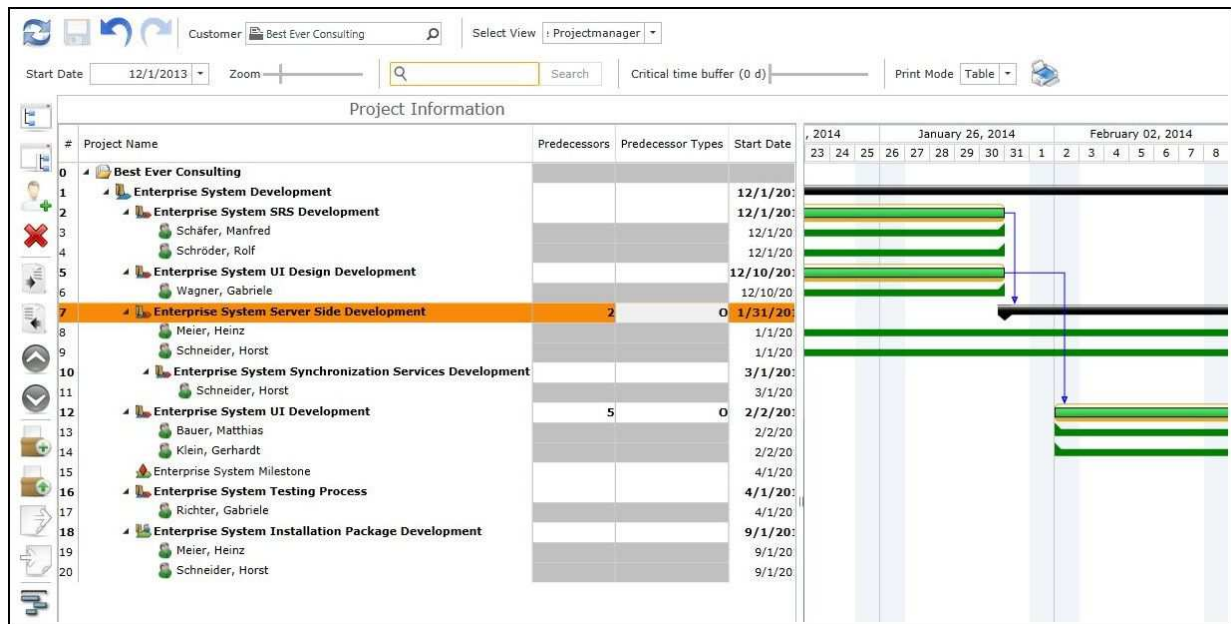 Customer Best Ever Consulting Select View : Projectmanager
Start Date 12/1/2013 Zoom Search Critical time buffer (0 d) Print Mode Table
Project Information
# Project Name Predecessors Predecessor Types Start Date , 2014 January 26, 2014 February 02, 2014
23 24 25 26 27 28 29 30 31 1 2 3 4 5 6 7 8
0 Best Ever Consulting
1 Enterprise System Development 12/1/201
2 Enterprise System SRS Development 12/1/201
3 Schäfer, Manfred 12/1/20
4 Schröder, Rolf 12/1/20
5 Enterprise System UI Design Development 12/10/201
6 Wagner, Gabriele 12/10/20
7 Enterprise System Server Side Development 2 O 1/31/201
8 Meier, Heinz 1/1/20
9 Schneider, Horst 1/1/20
10 Enterprise System Synchronization Services Development 3/1/201
11 Schneider, Horst 3/1/20
12 Enterprise System UI Development 5 O 2/2/201
13 Bauer, Matthias 2/2/20
14 Klein, Gerhardt 2/2/20
15 Enterprise System Milestone 4/1/20
16 Enterprise System Testing Process 4/1/201
17 Richter, Gabriele 4/1/20
18 Enterprise System Installation Package Development 9/1/201
19 Meier, Heinz 9/1/20
20 Schneider, Horst 9/1/20